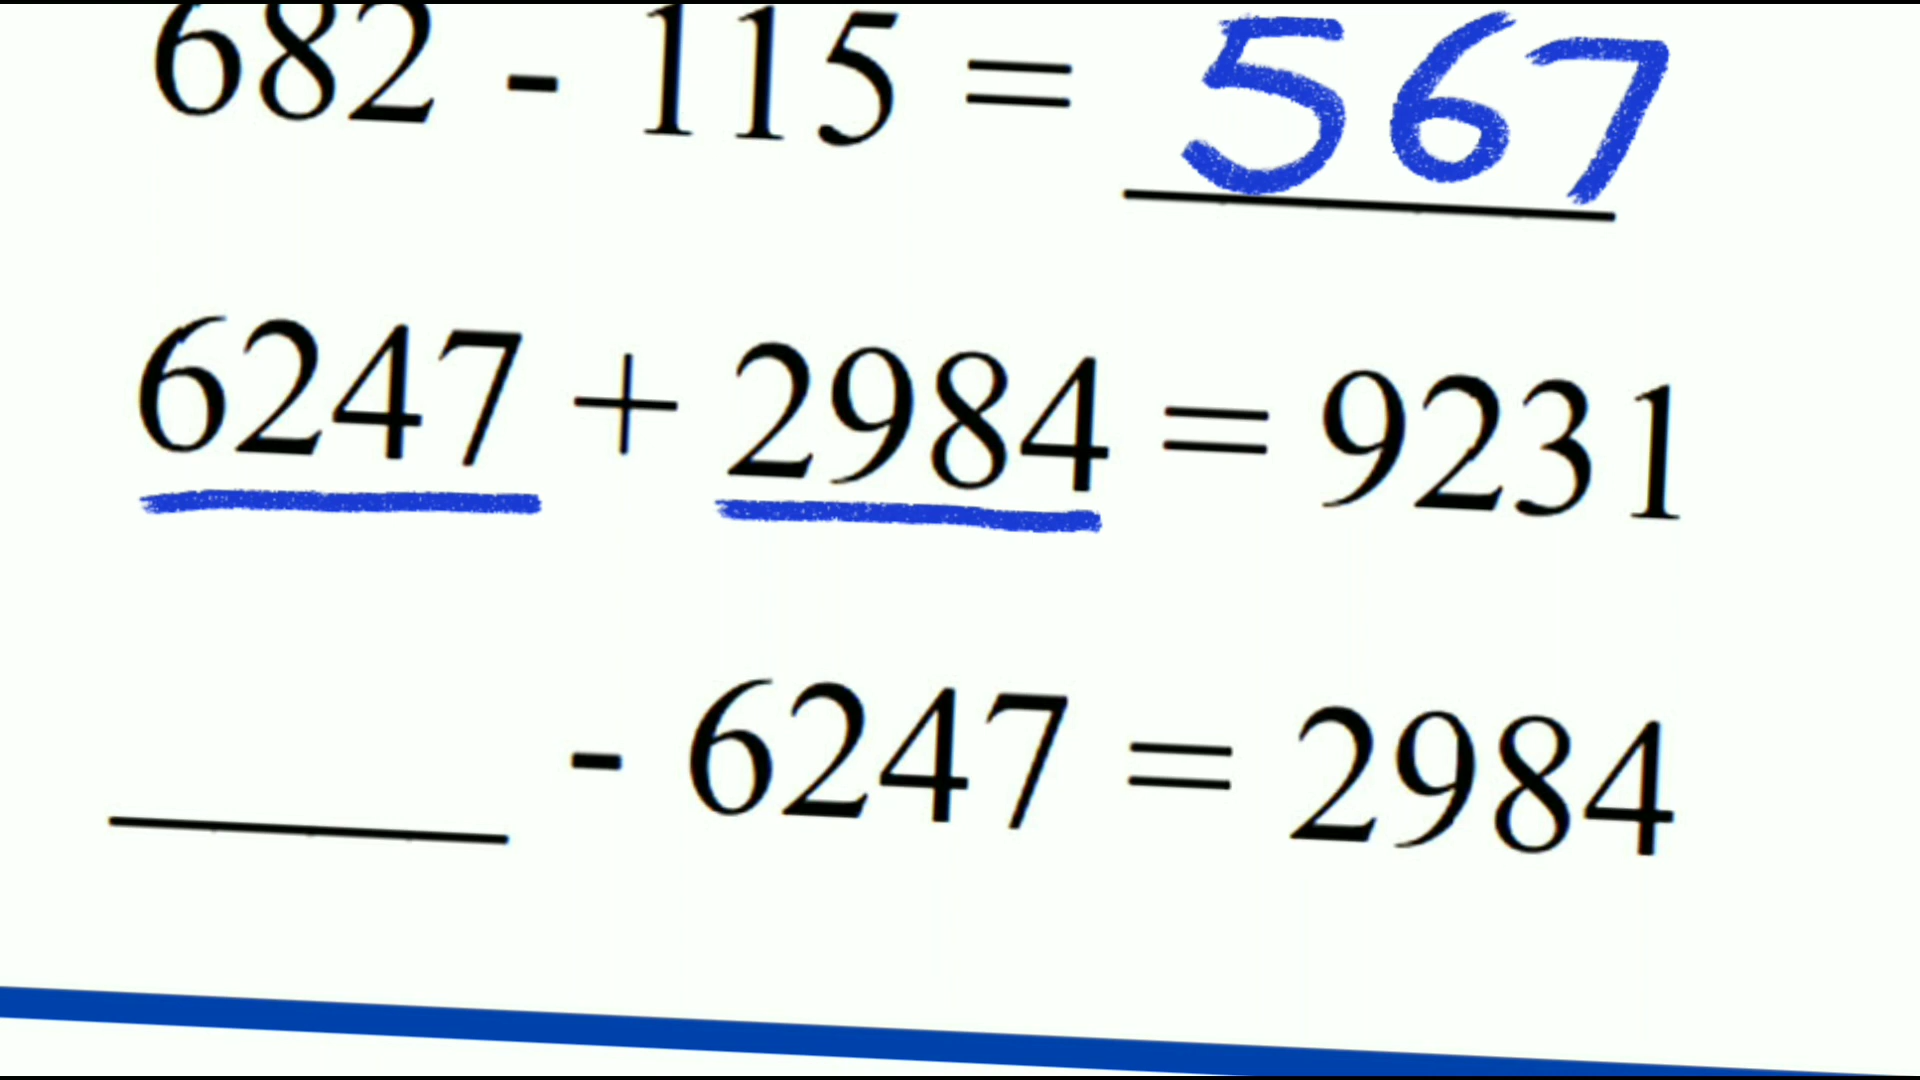 682 - 115 = 567
6247 + 2984 = 9231
____ - 6247 = 2984